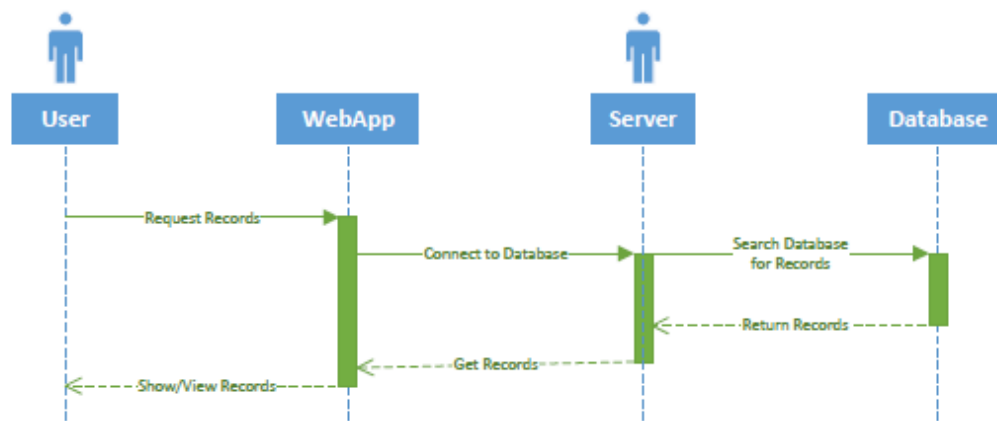 User
WebApp
Server
Database
Request Records
Connect to Database
Search Database
for Records
Return Records
Get Records
Show/View Records